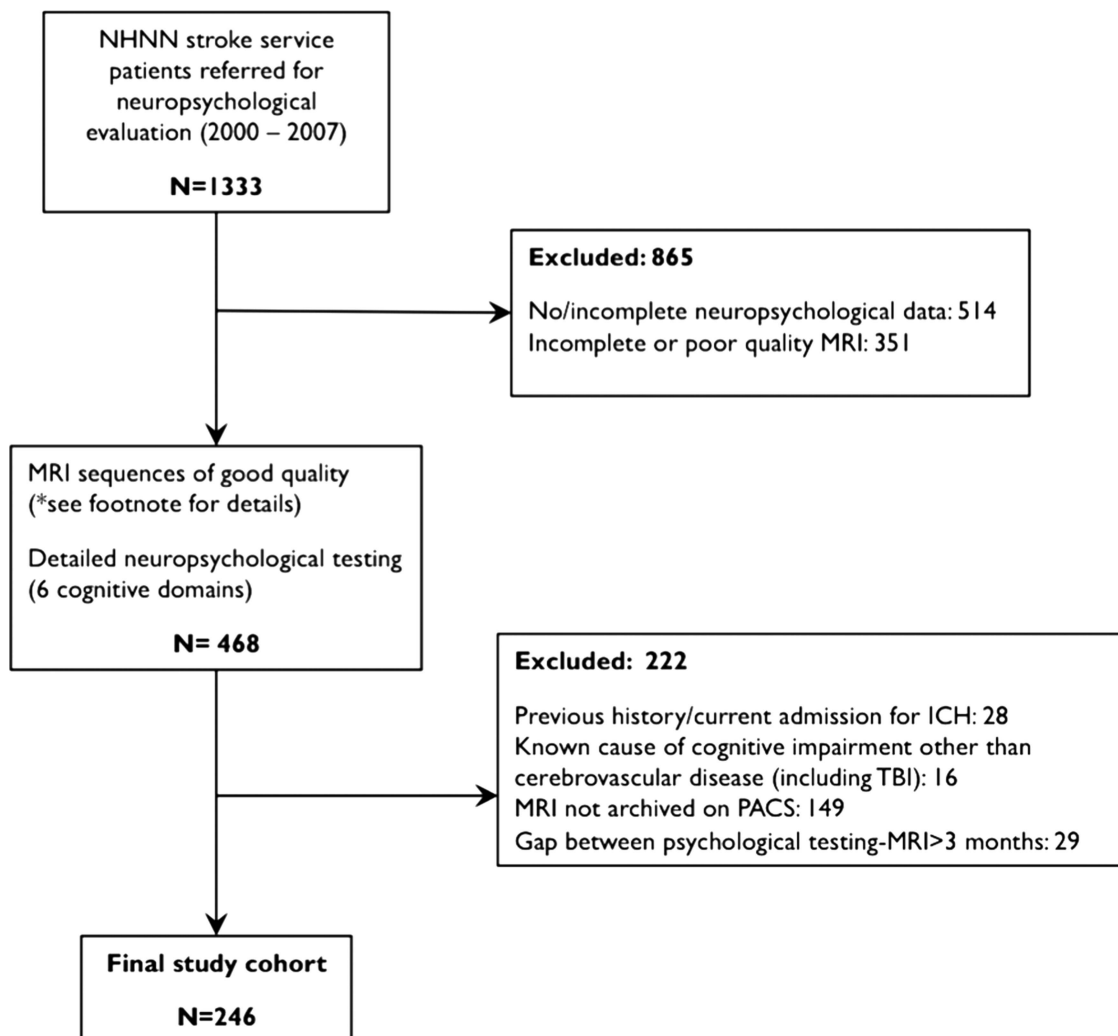 NHNN stroke service
patients referred for
neuropsychological
evaluation (2000 – 2007)
N=1333
Excluded: 865
No/incomplete neuropsychological data: 514
Incomplete or poor quality MRI: 351
MRI sequences of good quality
(*see footnote for details)
Detailed neuropsychological testing
(6 cognitive domains)
N= 468
Excluded: 222
Previous history/current admission for ICH: 28
Known cause of cognitive impairment other than
cerebrovascular disease (including TBI): 16
MRI not archived on PACS: 149
Gap between psychological testing-MRI>3 months: 29
Final study cohort
N=246